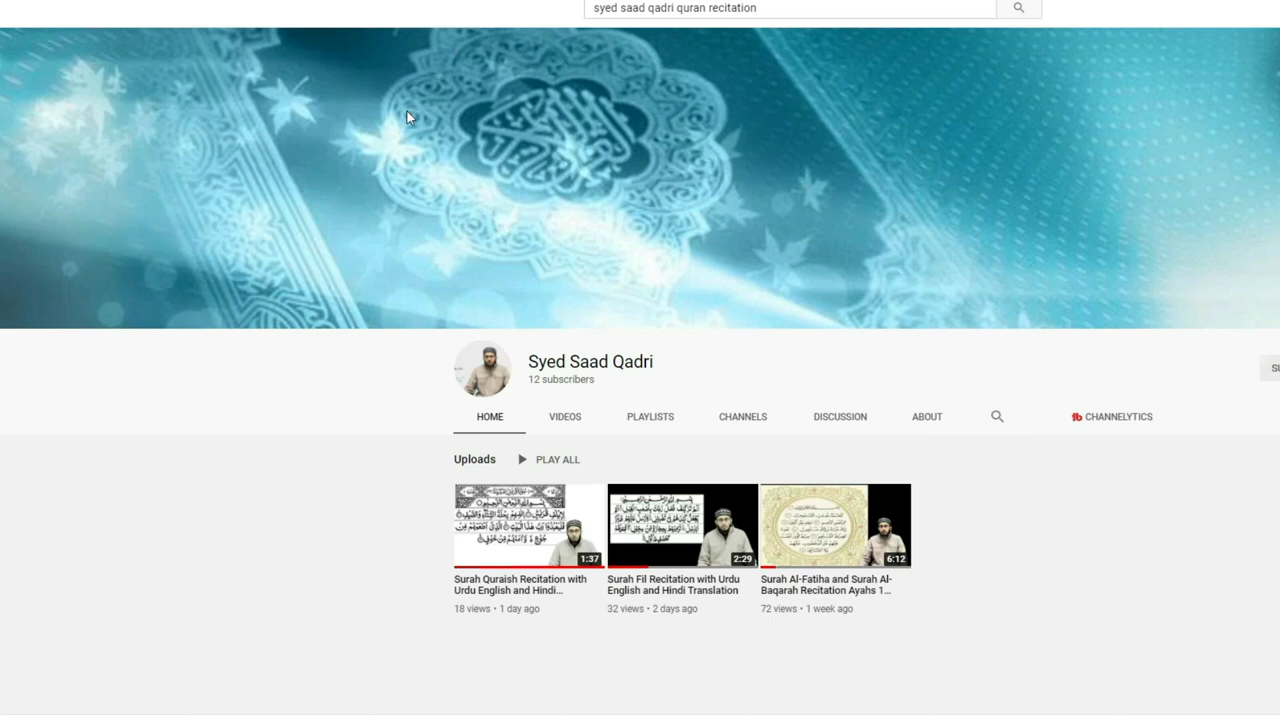 syed saad qadri quran recitation
Syed Saad Qadri
12 subscribers
SU
HOME
VIDEOS
PLAYLISTS
CHANNELS
DISCUSSION
ABOUT
CHANNELYTICS
Uploads
PLAY ALL
1:37
2:29
6:12
Surah Quraish Recitation with
Urdu English and Hindi...
18 views • 1 day ago
Surah Fil Recitation with Urdu
English and Hindi Translation
32 views • 2 days ago
Surah Al-Fatiha and Surah Al-
Baqarah Recitation Ayahs 1...
72 views • 1 week ago